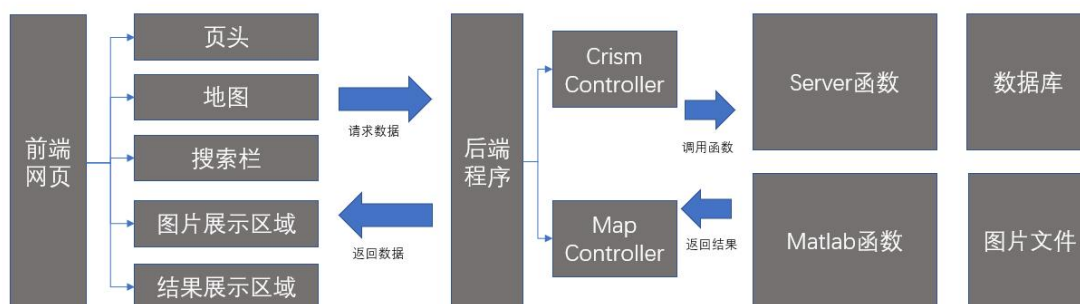 前端
网页
页头
地图
搜索栏
图片展示区域
结果展示区域
请求数据
返回数据
后端
程序
Crism
Controller
Map
Controller
调用函数
返回结果
Server函数
数据库
Matlab函数
图片文件